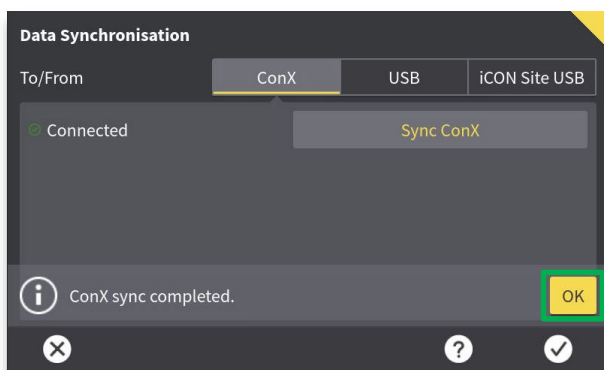 Data Synchronisation
To/From ConX USB iCON Site USB
Connected Sync ConX
i ConX sync completed. OK
?